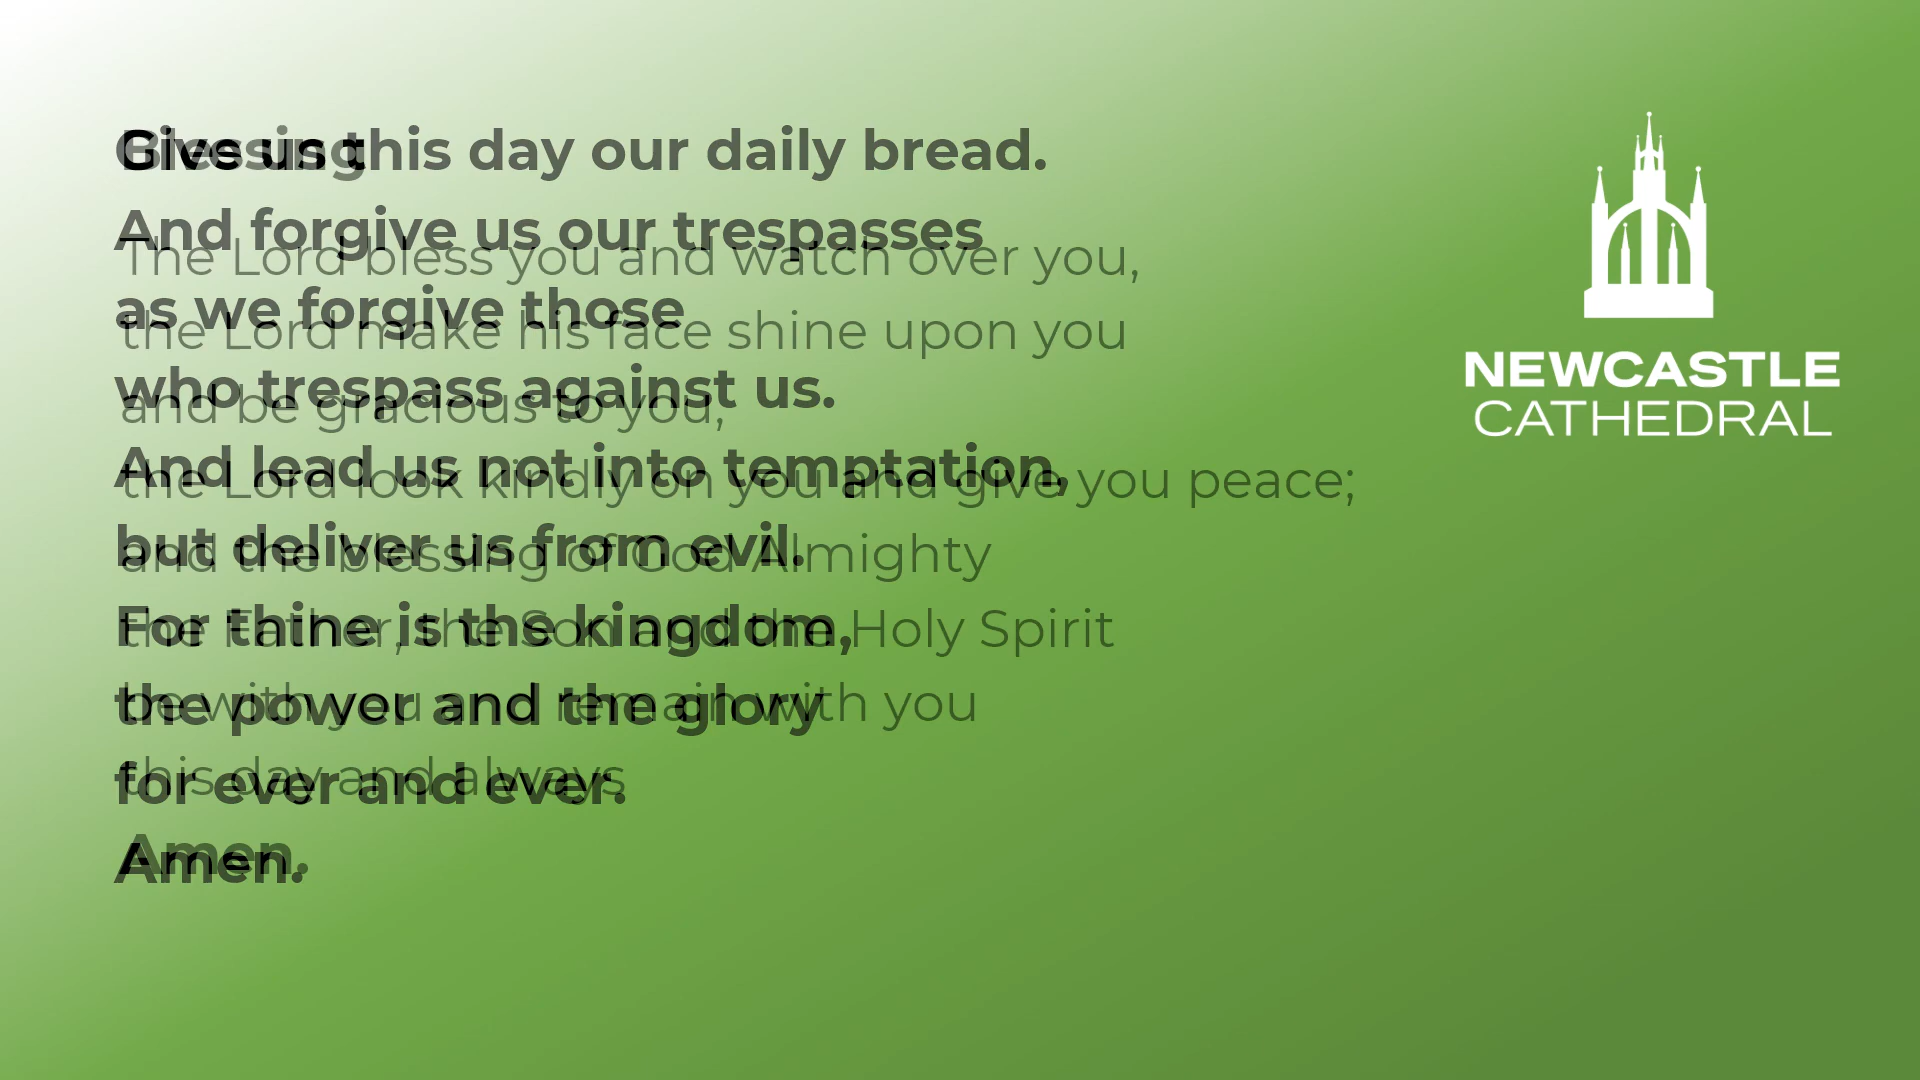 Give us this day our daily bread.
And forgive us our trespasses
as we forgive those
who trespass against us.
And lead us not into temptation,
but deliver us from evil.
For thine is the kingdom,
the power and the glory
for ever and ever.
Amen.
Blessing
The Lord bless you and watch over you,
the Lord make his face shine upon you
and be gracious to you,
the Lord look kindly on you and give you peace;
and the blessing of God Almighty
the Father, the Son and the Holy Spirit
be with you and remain with you
this day and always
Amen.
NEWCASTLE
CATHEDRAL